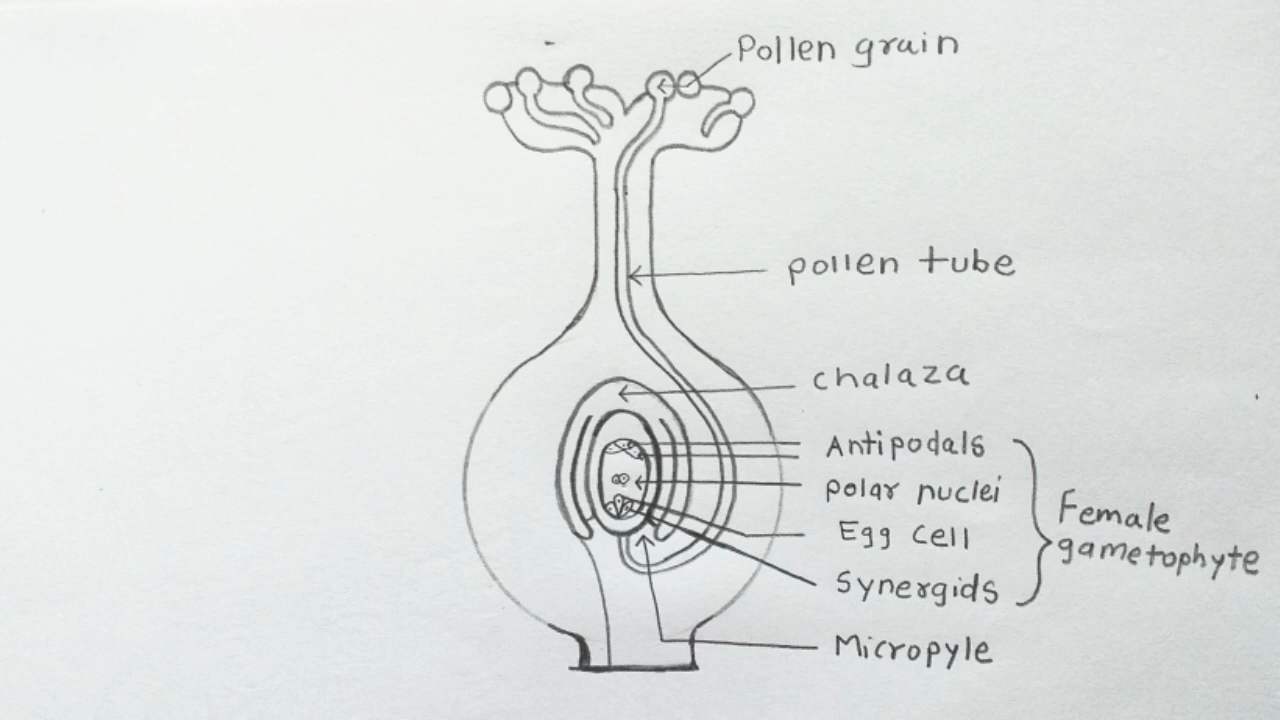 Pollen grain
pollen tube
chalaza
Antipodals
polar nuclei
Egg cell
Synergids
Female
gametophyte
Micropyle